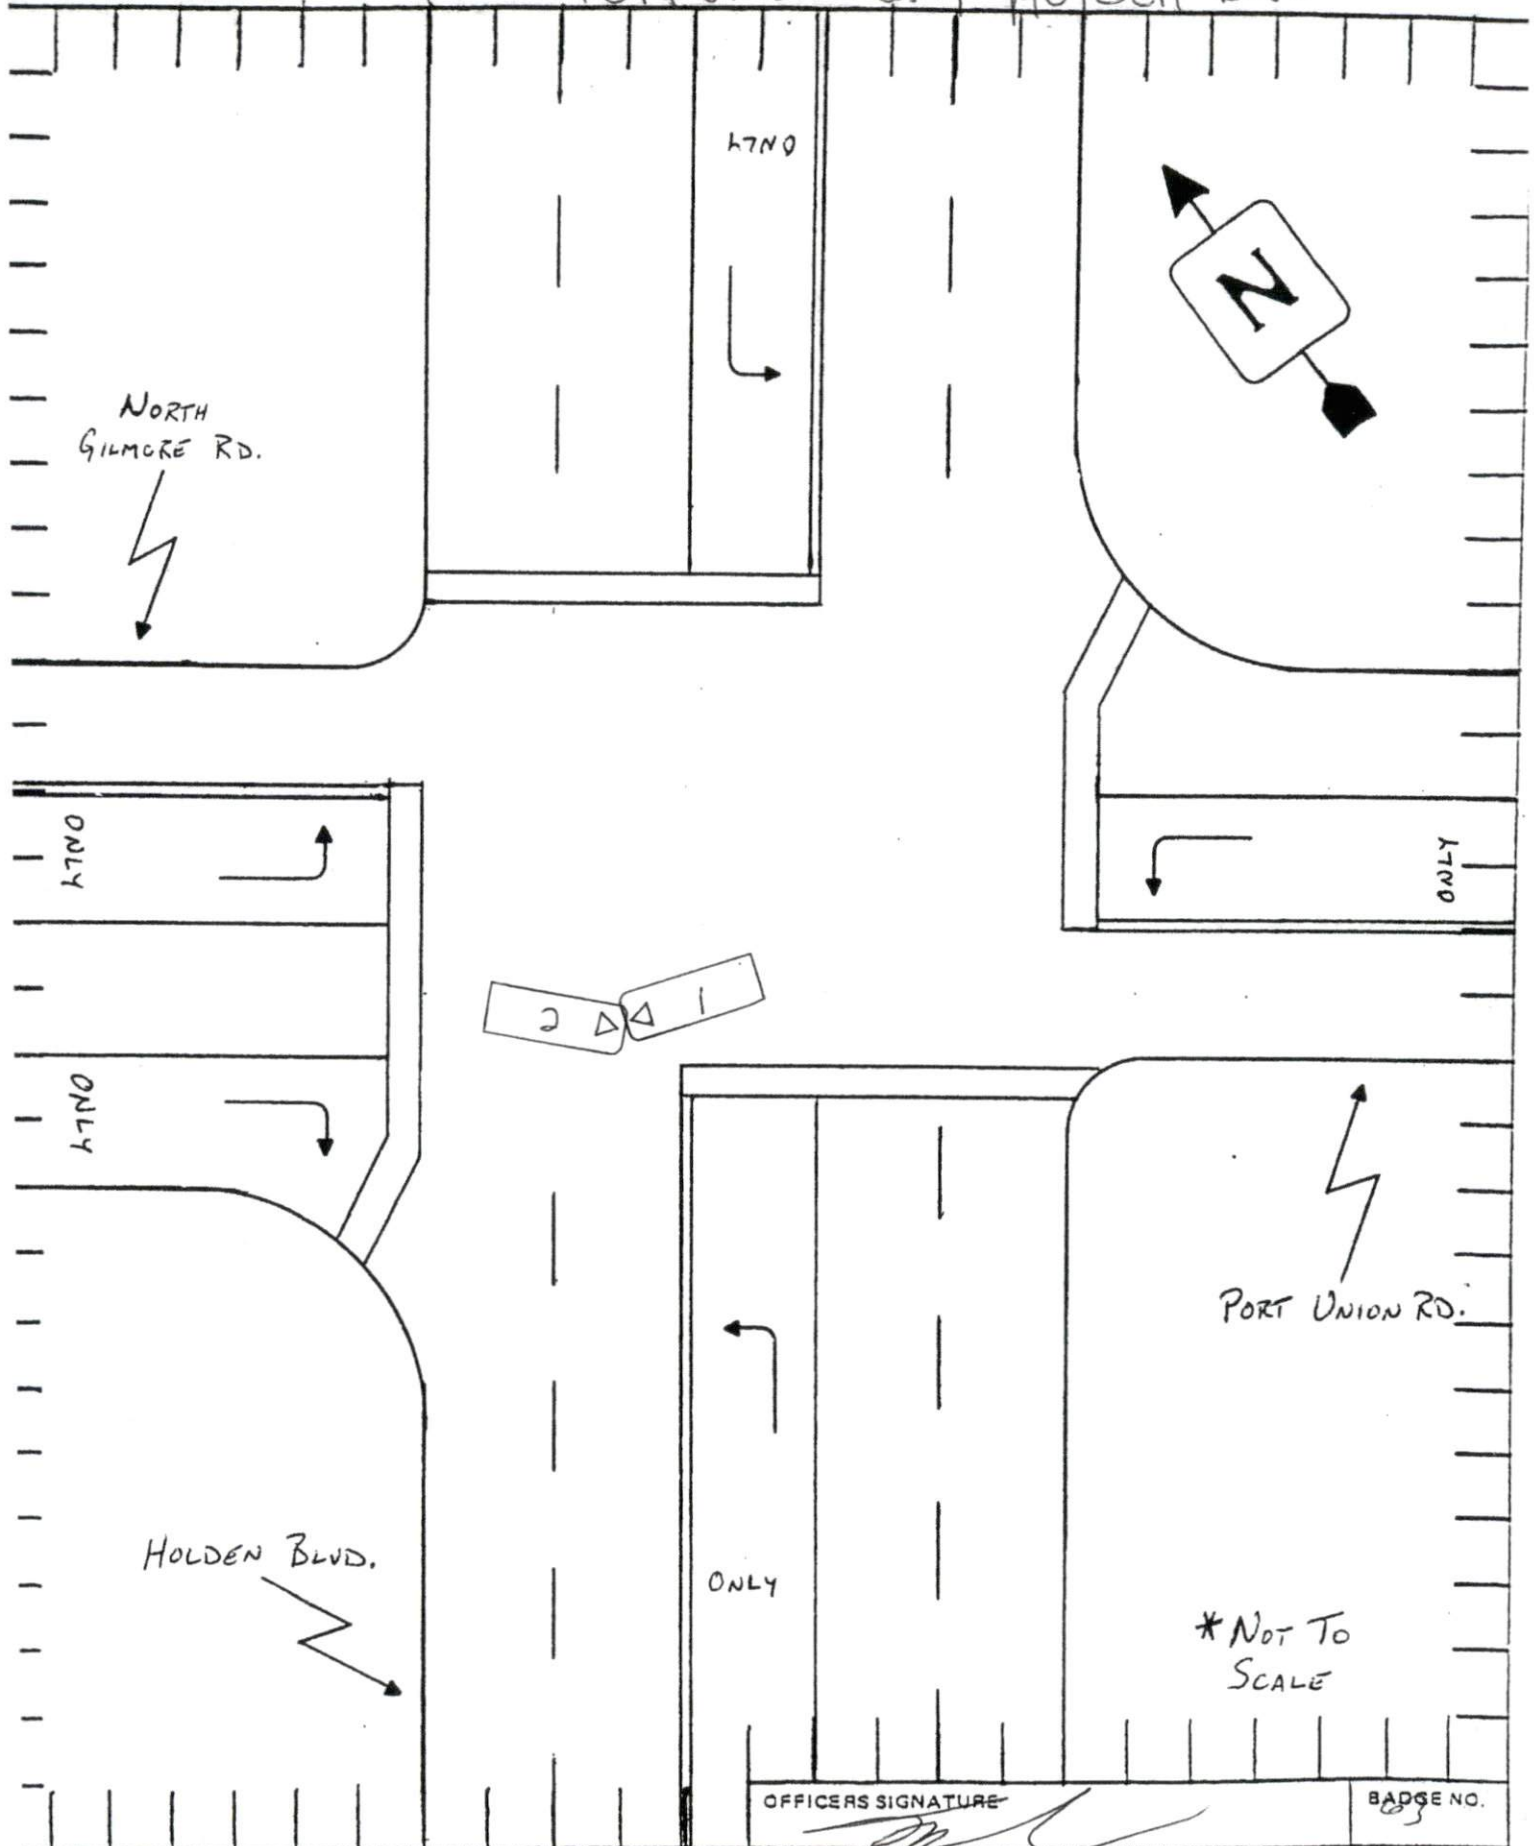 ONLY
N
NORTH
GILMORE RD.
ONLY
ONLY
2
1
ONLY
PORT UNION RD.
HOLDEN BLVD.
ONLY
* NOT TO
SCALE
OFFICERS SIGNATURE
BADGE NO.
63